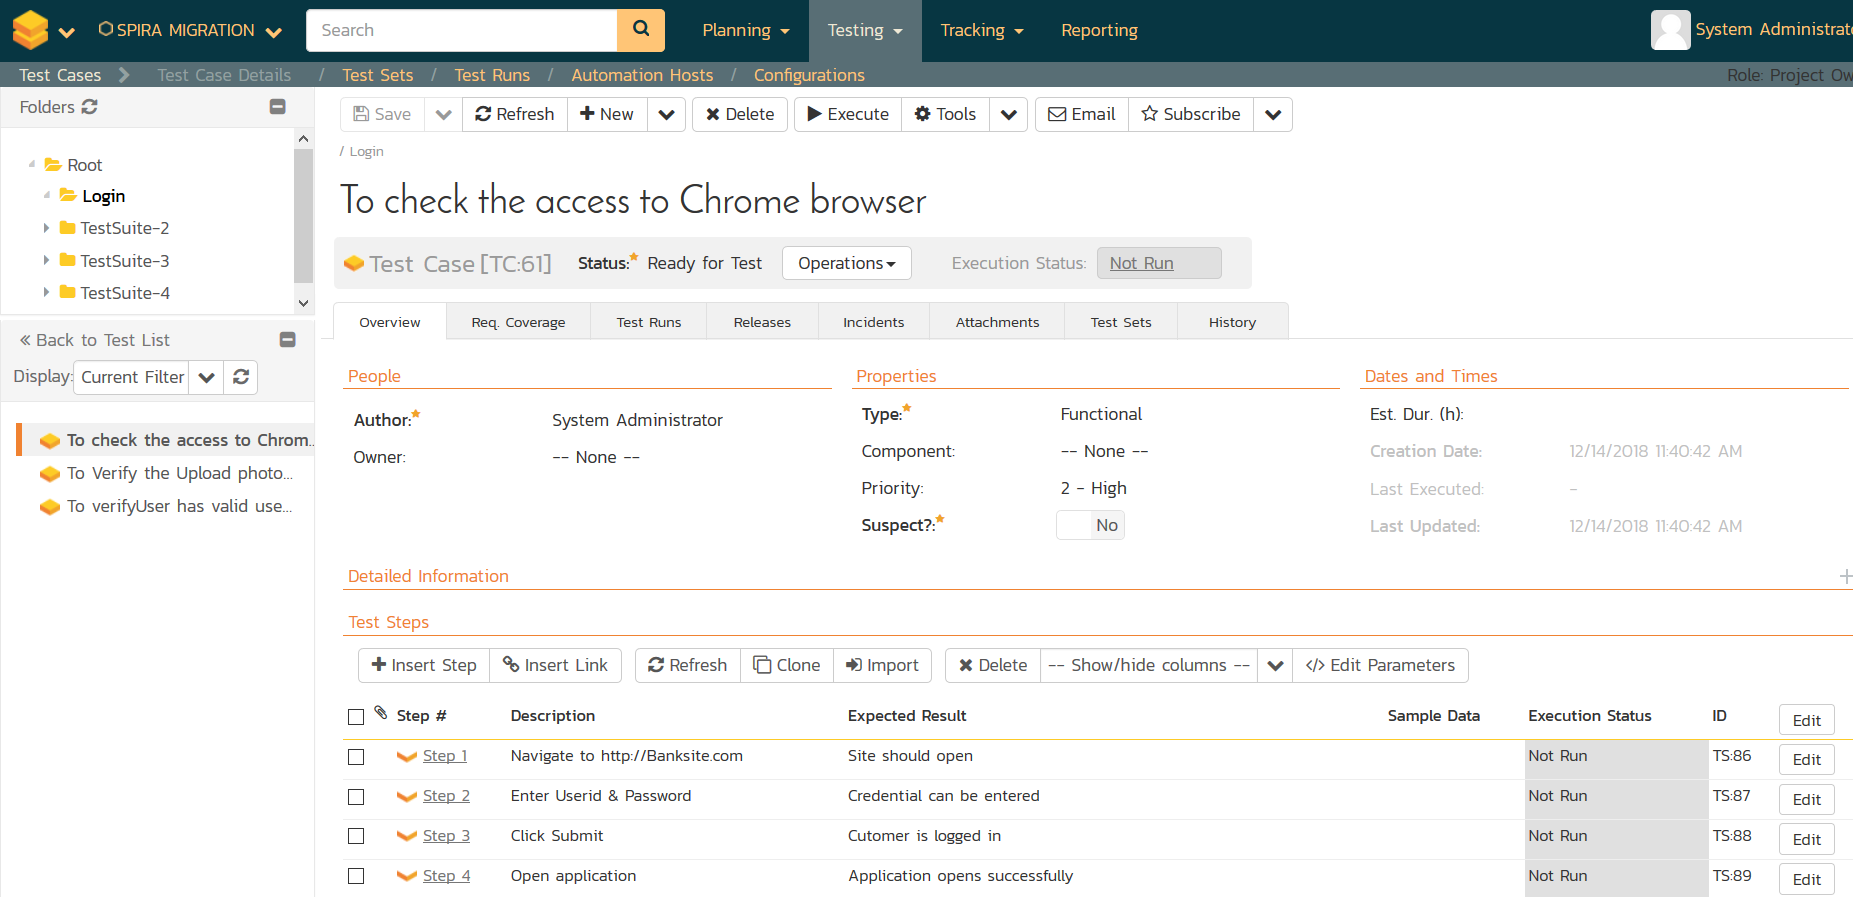 SPIRA MIGRATION
Search
Planning
Testing
Tracking
Reporting
System Administrato
Test Cases
Test Case Details / Test Sets / Test Runs / Automation Hosts / Configurations
Role: Project Ow
Folders
Root
Login
TestSuite-2
TestSuite-3
TestSuite-4
« Back to Test List
Display: Current Filter
To check the access to Chrom..
To Verify the Upload photo...
To verifyUser has valid use...
Save
Refresh
New
Delete
Execute
Tools
Email
Subscribe
/ Login
To check the access to Chrome browser
Test Case [TC:61]
Status: Ready for Test
Operations
Execution Status: Not Run
Overview
Req. Coverage
Test Runs
Releases
Incidents
Attachments
Test Sets
History
People
Author: System Administrator
Owner: -- None --
Properties
Type: Functional
Component: -- None --
Priority: 2 - High
Suspect?: No
Dates and Times
Est. Dur. (h):
Creation Date: 12/14/2018 11:40:42 AM
Last Executed: -
Last Updated: 12/14/2018 11:40:42 AM
Detailed Information
Test Steps
Insert Step
Insert Link
Refresh
Clone
Import
Delete
-- Show/hide columns --
</> Edit Parameters
Step # Description Expected Result Sample Data Execution Status ID Edit
Step 1 Navigate to http://Banksite.com Site should open Not Run TS:86 Edit
Step 2 Enter Userid & Password Credential can be entered Not Run TS:87 Edit
Step 3 Click Submit Cutomer is logged in Not Run TS:88 Edit
Step 4 Open application Application opens successfully Not Run TS:89 Edit